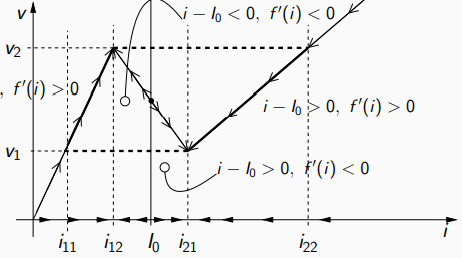 v
i − I₀ < 0, f′(i) < 0
v₂
, f′(i) > 0
i − I₀ > 0, f′(i) > 0
v₁
i − I₀ > 0, f′(i) < 0
i₁₁ i₁₂ I₀ i₂₁ i₂₂ i